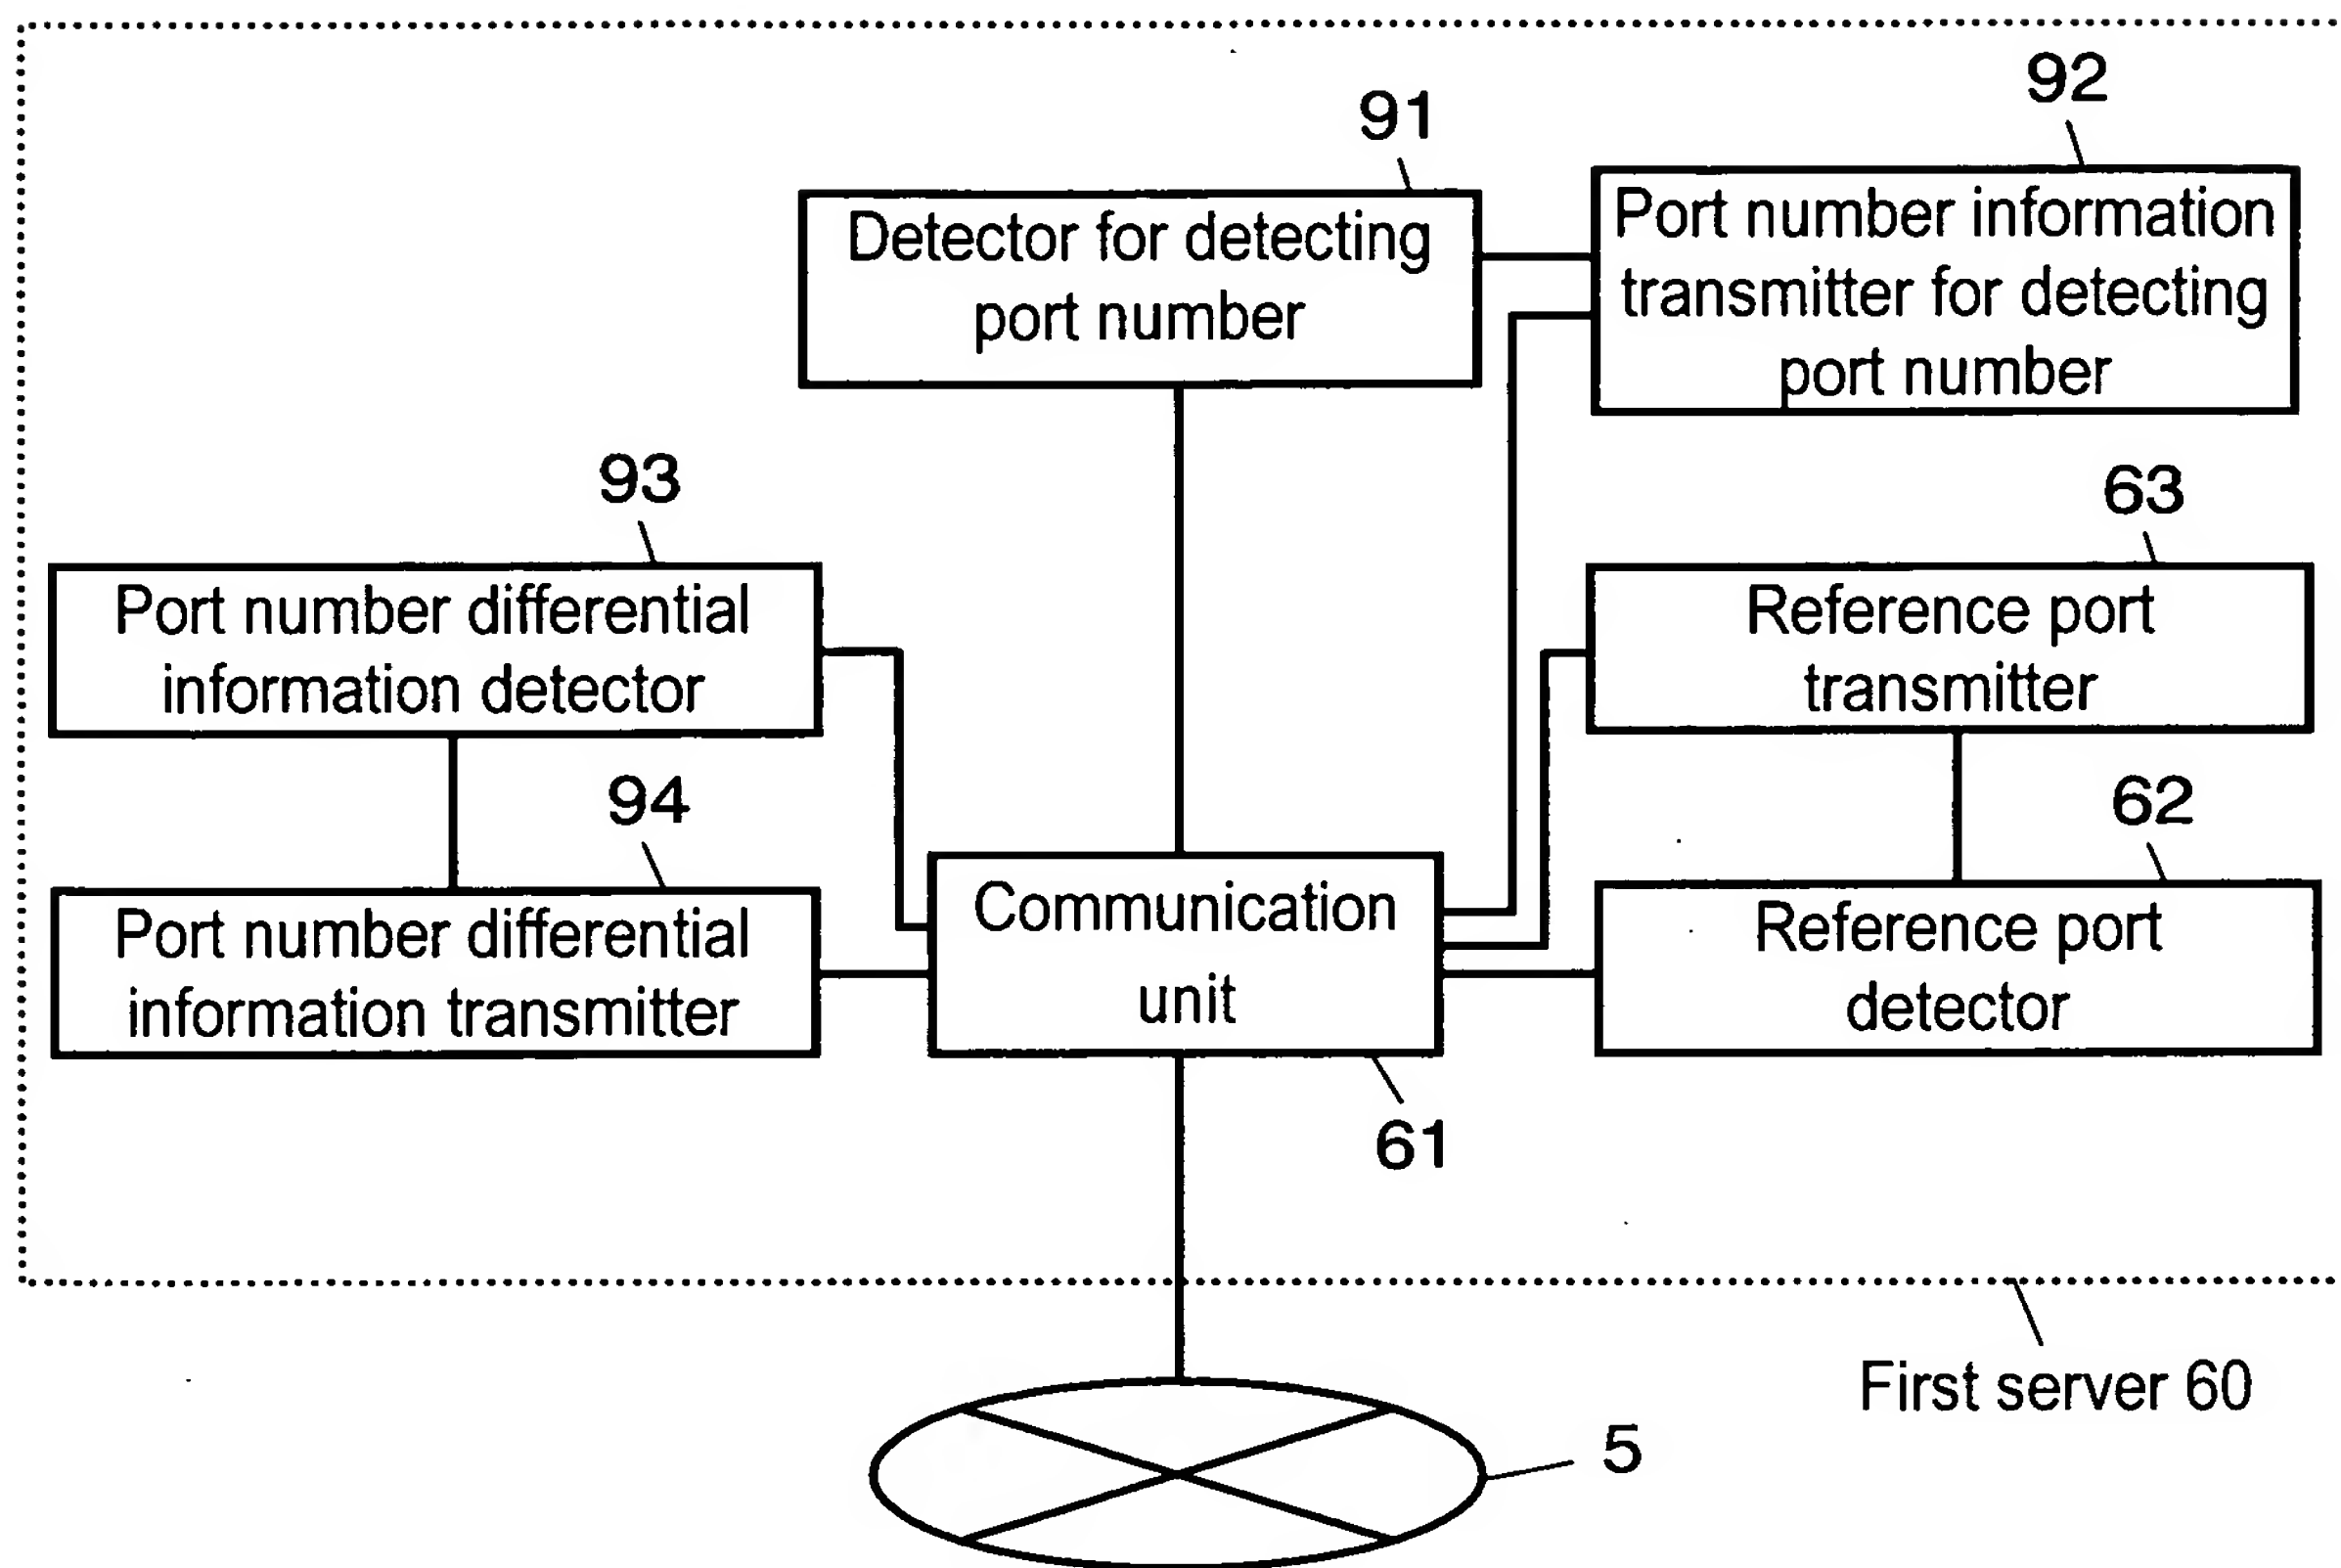 92
91
Detector for detecting
port number
Port number information
transmitter for detecting
port number
93
63
Port number differential
information detector
Reference port
transmitter
94
62
Port number differential
information transmitter
Communication
unit
Reference port
detector
61
First server 60
5